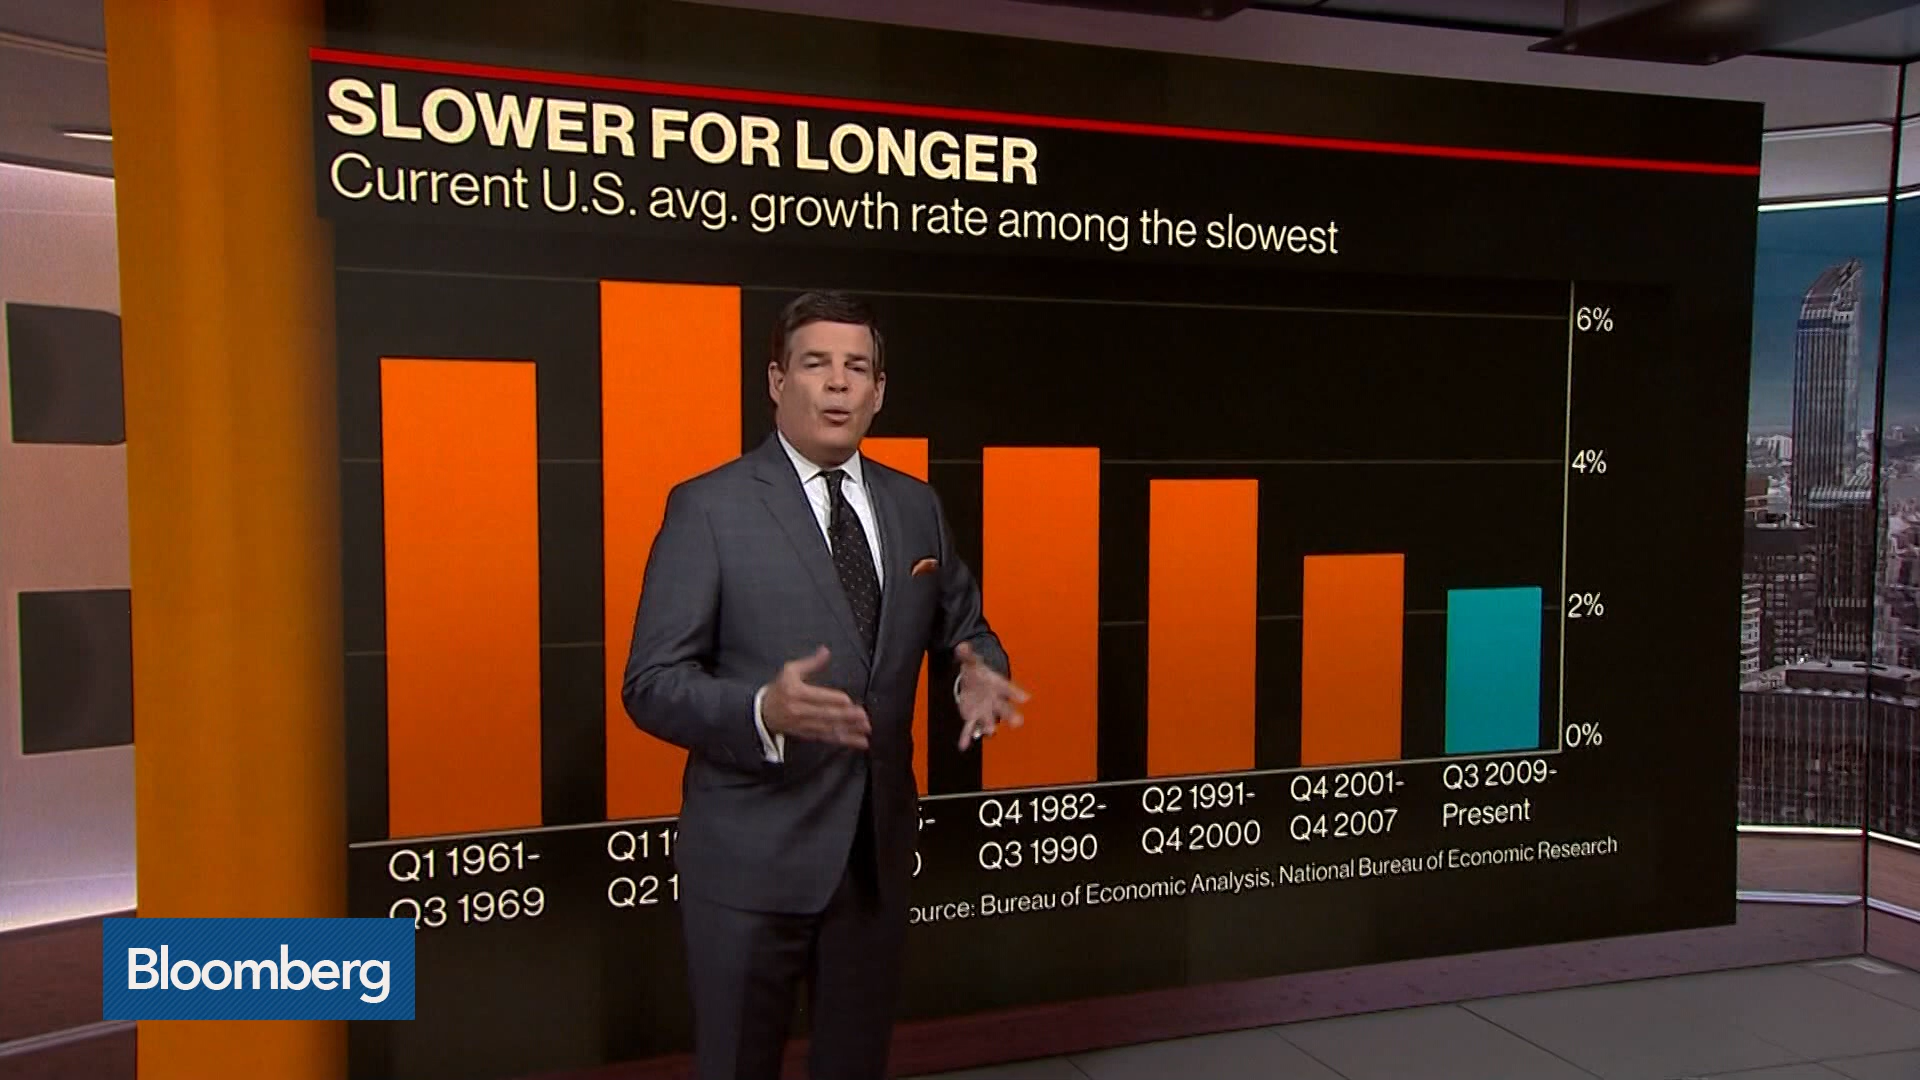 SLOWER FOR LONGER
Current U.S. avg. growth rate among the slowest
6%
4%
2%
0%
Q1 1961-
Q3 1969
Q4 1982-
Q3 1990
Q2 1991-
Q4 2000
Q4 2001-
Q4 2007
Q3 2009-
Present
Bureau of Economic Analysis, National Bureau of Economic Research
Bloomberg